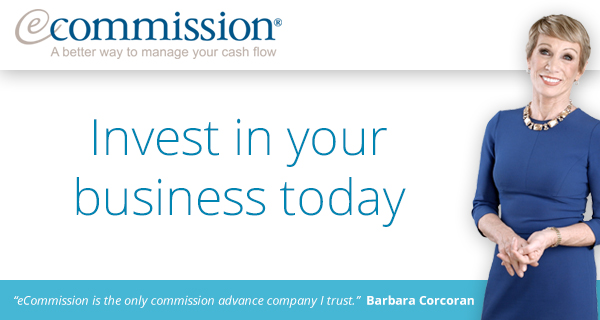 ecommission®
A better way to manage your cash flow
Invest in your
business today
“eCommission is the only commission advance company I trust.” Barbara Corcoran